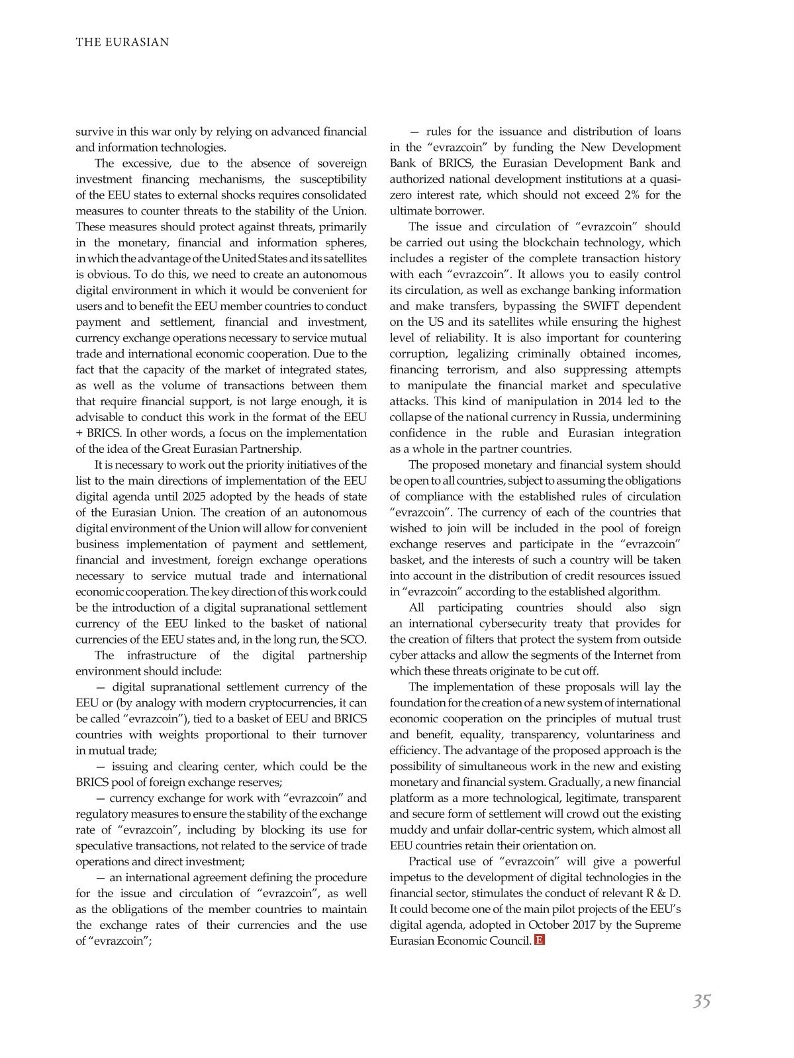 THE EURASIAN
survive in this war only by relying on advanced financial
and information technologies.
The excessive, due to the absence of sovereign
investment financing mechanisms, the susceptibility
of the EEU states to external shocks requires consolidated
measures to counter threats to the stability of the Union.
These measures should protect against threats, primarily
in the monetary, financial and information spheres,
in which the advantage of the United States and its satellites
is obvious. To do this, we need to create an autonomous
digital environment in which it would be convenient for
users and to benefit the EEU member countries to conduct
payment and settlement, financial and investment,
currency exchange operations necessary to service mutual
trade and international economic cooperation. Due to the
fact that the capacity of the market of integrated states,
as well as the volume of transactions between them
that require financial support, is not large enough, it is
advisable to conduct this work in the format of the EEU
+ BRICS. In other words, a focus on the implementation
of the idea of the Great Eurasian Partnership.
It is necessary to work out the priority initiatives of the
list to the main directions of implementation of the EEU
digital agenda until 2025 adopted by the heads of state
of the Eurasian Union. The creation of an autonomous
digital environment of the Union will allow for convenient
business implementation of payment and settlement,
financial and investment, foreign exchange operations
necessary to service mutual trade and international
economic cooperation. The key direction of this work could
be the introduction of a digital supranational settlement
currency of the EEU linked to the basket of national
currencies of the EEU states and, in the long run, the SCO.
The infrastructure of the digital partnership
environment should include:
— digital supranational settlement currency of the
EEU or (by analogy with modern cryptocurrencies, it can
be called “evrazcoin”), tied to a basket of EEU and BRICS
countries with weights proportional to their turnover
in mutual trade;
— issuing and clearing center, which could be the
BRICS pool of foreign exchange reserves;
— currency exchange for work with “evrazcoin” and
regulatory measures to ensure the stability of the exchange
rate of “evrazcoin”, including by blocking its use for
speculative transactions, not related to the service of trade
operations and direct investment;
— an international agreement defining the procedure
for the issue and circulation of “evrazcoin”, as well
as the obligations of the member countries to maintain
the exchange rates of their currencies and the use
of “evrazcoin”;
— rules for the issuance and distribution of loans
in the “evrazcoin” by funding the New Development
Bank of BRICS, the Eurasian Development Bank and
authorized national development institutions at a quasi-
zero interest rate, which should not exceed 2% for the
ultimate borrower.
The issue and circulation of “evrazcoin” should
be carried out using the blockchain technology, which
includes a register of the complete transaction history
with each “evrazcoin”. It allows you to easily control
its circulation, as well as exchange banking information
and make transfers, bypassing the SWIFT dependent
on the US and its satellites while ensuring the highest
level of reliability. It is also important for countering
corruption, legalizing criminally obtained incomes,
financing terrorism, and also suppressing attempts
to manipulate the financial market and speculative
attacks. This kind of manipulation in 2014 led to the
collapse of the national currency in Russia, undermining
confidence in the ruble and Eurasian integration
as a whole in the partner countries.
The proposed monetary and financial system should
be open to all countries, subject to assuming the obligations
of compliance with the established rules of circulation
“evrazcoin”. The currency of each of the countries that
wished to join will be included in the pool of foreign
exchange reserves and participate in the “evrazcoin”
basket, and the interests of such a country will be taken
into account in the distribution of credit resources issued
in “evrazcoin” according to the established algorithm.
All participating countries should also sign
an international cybersecurity treaty that provides for
the creation of filters that protect the system from outside
cyber attacks and allow the segments of the Internet from
which these threats originate to be cut off.
The implementation of these proposals will lay the
foundation for the creation of a new system of international
economic cooperation on the principles of mutual trust
and benefit, equality, transparency, voluntariness and
efficiency. The advantage of the proposed approach is the
possibility of simultaneous work in the new and existing
monetary and financial system. Gradually, a new financial
platform as a more technological, legitimate, transparent
and secure form of settlement will crowd out the existing
muddy and unfair dollar-centric system, which almost all
EEU countries retain their orientation on.
Practical use of “evrazcoin” will give a powerful
impetus to the development of digital technologies in the
financial sector, stimulates the conduct of relevant R & D.
It could become one of the main pilot projects of the EEU’s
digital agenda, adopted in October 2017 by the Supreme
Eurasian Economic Council. E
35